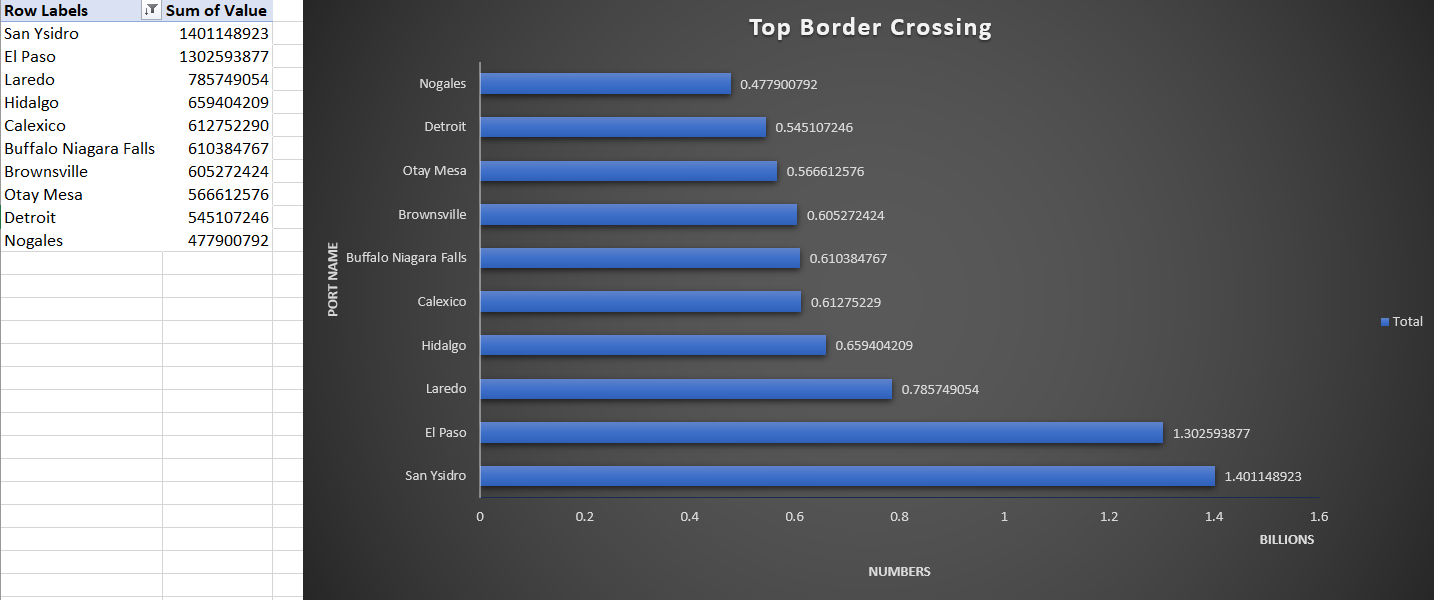 Row Labels Sum of Value
San Ysidro 1401148923
El Paso 1302593877
Laredo 785749054
Hidalgo 659404209
Calexico 612752290
Buffalo Niagara Falls 610384767
Brownsville 605272424
Otay Mesa 566612576
Detroit 545107246
Nogales 477900792
Top Border Crossing
PORT NAME
Nogales 0.477900792
Detroit 0.545107246
Otay Mesa 0.566612576
Brownsville 0.605272424
Buffalo Niagara Falls 0.610384767
Calexico 0.61275229
Hidalgo 0.659404209
Laredo 0.785749054
El Paso 1.302593877
San Ysidro 1.401148923
0 0.2 0.4 0.6 0.8 1 1.2 1.4 1.6
BILLIONS
NUMBERS
Total